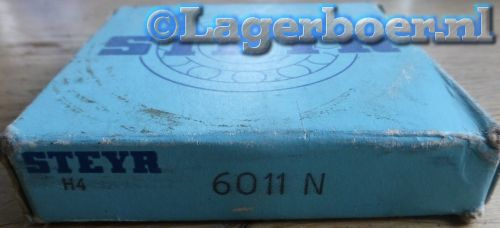 ©Lagerboer.nl
STEYR
STEYR
H4
6011 N